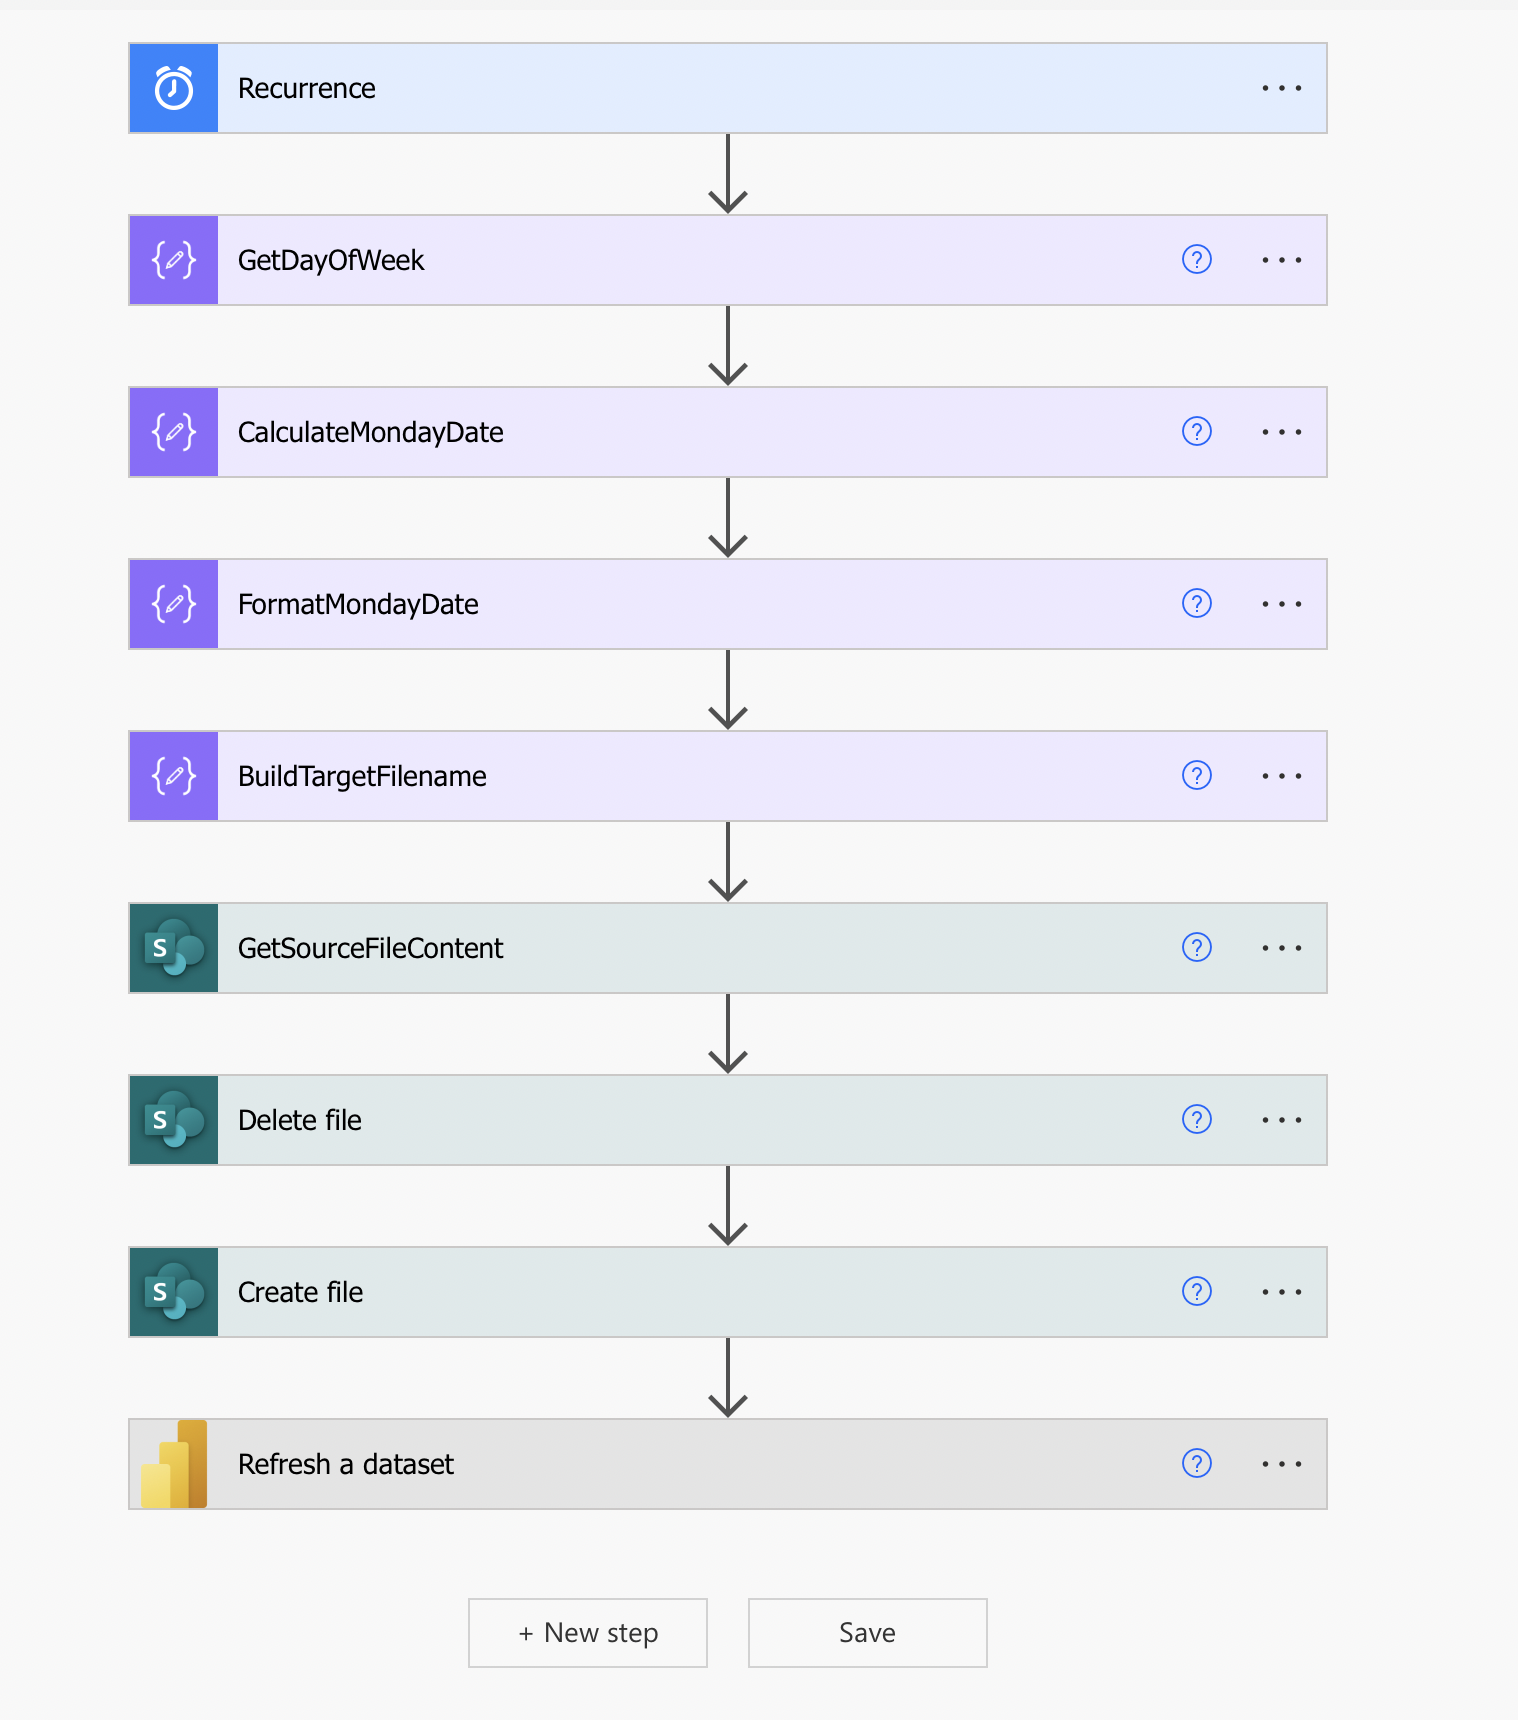 Recurrence
GetDayOfWeek
CalculateMondayDate
FormatMondayDate
BuildTargetFilename
S GetSourceFileContent
S Delete file
S Create file
Refresh a dataset
+ New step Save